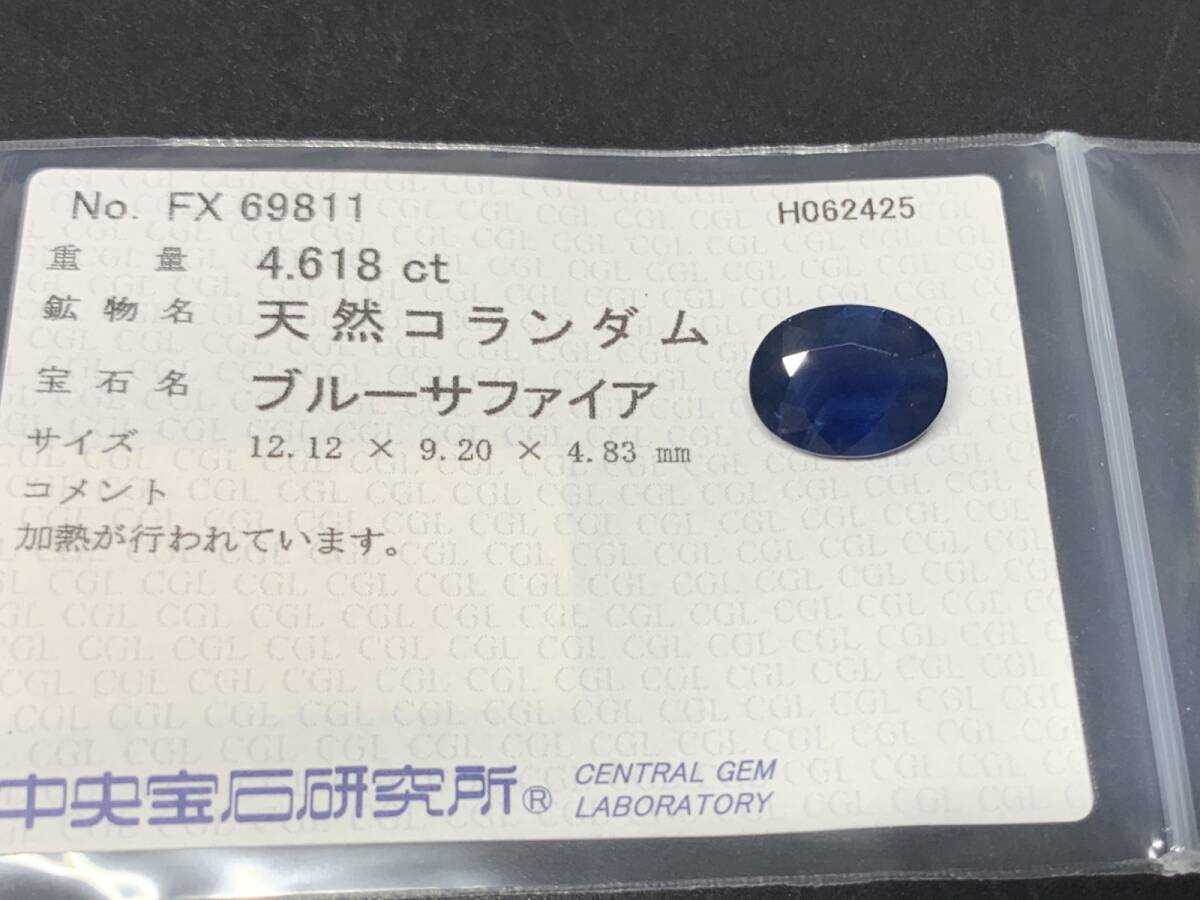 No. FX 69811 H062425
重量 4.618 ct
鉱物名 天然コランダム
宝石名 ブルーサファイア
サイズ 12.12 × 9.20 × 4.83 mm
コメント
加熱が行われています。
中央宝石研究所® CENTRAL GEM
LABORATORY